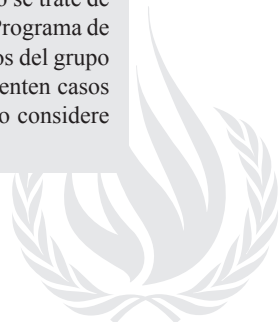 se trate de
Programa de
os del grupo
enten casos
o considere